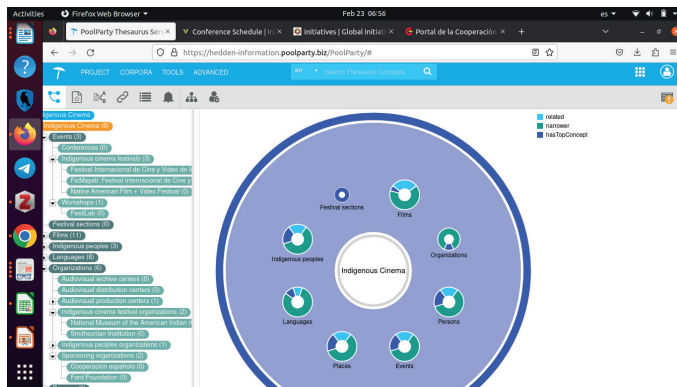 Activities Firefox Web Browser Feb 23 06:56 es
PoolParty Thesaurus Serv V Conference Schedule | In Initiatives | Global Initiati Portal de la Cooperación
https://hedden-information.poolparty.biz/PoolParty/#
PROJECT CORPORA TOOLS ADVANCED en Search Thesaurus Concepts
igenous Cinema
Indigenous Cinema (8)
Events (3)
Conferences (0)
Indigenous cinema festivals (3)
Festival Internacional de Cine y Video de l
FicMayab' Festival Internacional de Cine y
Natine American Film + Video Festival (0)
Workshops (1)
FestiLab (0)
Festival sections (0)
Films (11)
Indigenous peoples (3)
Languages (8)
Organizations (6)
Audiovisual archive centers (0)
Audiovisual distribution centers (0)
Audiovisual production centers (1)
Indigenous cinema festival organizations (2)
National Museum of the American Indian (
Smithsonian Institution (0)
Indigenous peoples organizations (1)
Sponsoring organizations (2)
Cooperación española (0)
Ford Foundation (0)
related
narrower
hasTopConcept
Festival sections
Films
Indigenous peoples
Organizations
Indigenous Cinema
Languages
Persons
Places
Events